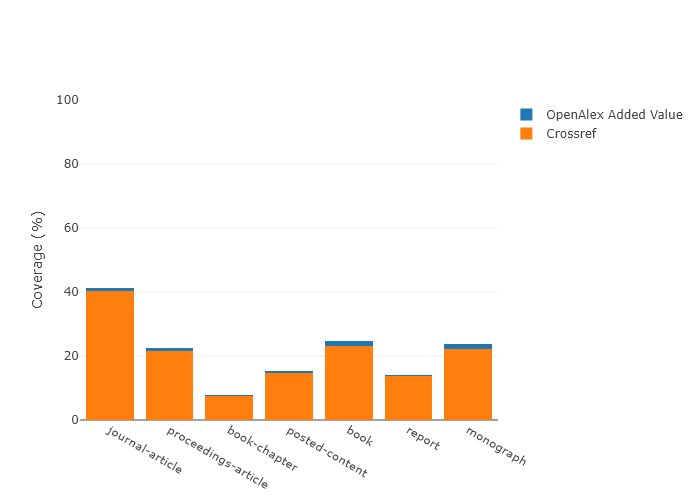 100
80
60
40
20
0
Coverage (%)
journal-article
proceedings-article
book-chapter
posted-content
book
report
monograph
OpenAlex Added Value
Crossref